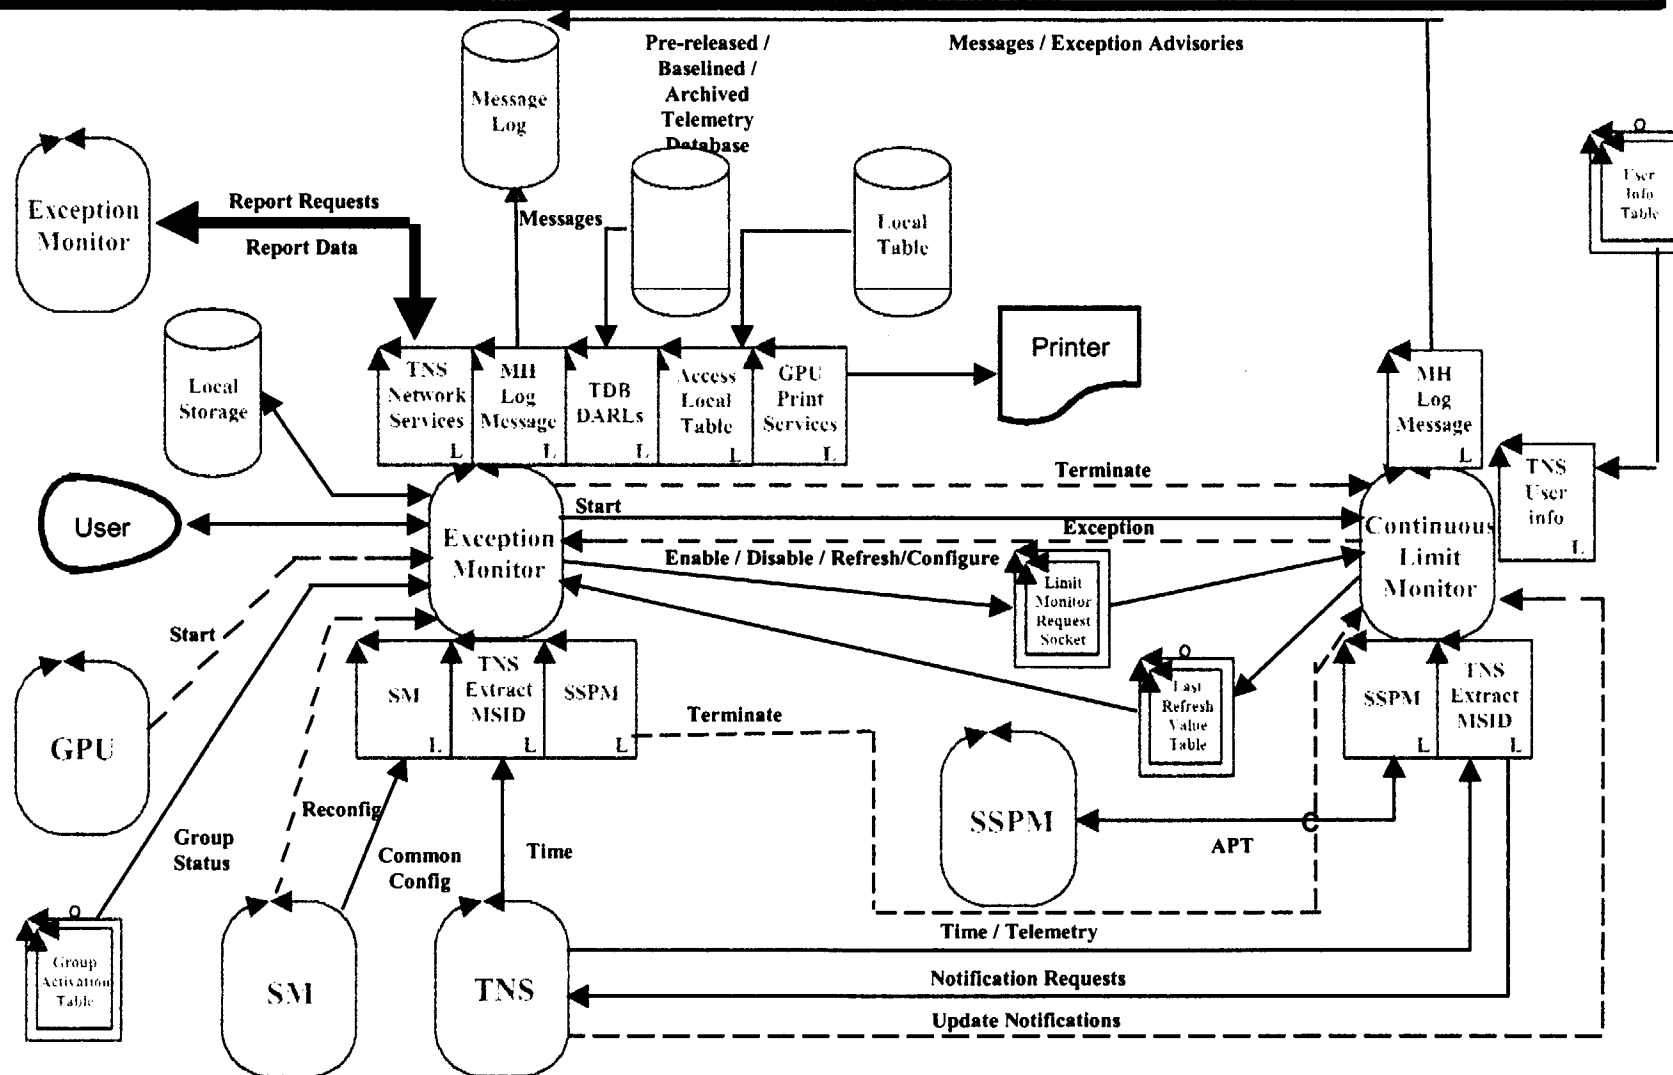 Messages / Exception Advisories
Pre-released /
Baselined /
Archived
Telemetry
Database
Message
Log
User
Info
Table
Exception
Monitor
Report Requests
Report Data
Messages
Local
Table
Local
Storage
TNS
Network
Services
L
MH
Log
Message
L
TDB
DARLs
L
Access
Local
Table
L
GPU
Print
Services
L
Printer
MH
Log
Message
L
TNS
User
info
L
User
Exception
Monitor
Terminate
Start
Exception
Enable / Disable / Refresh/Configure
Continuous
Limit
Monitor
Limit
Monitor
Request
Socket
Start
GPU
SM
L
TNS
Extract
MSID
L
SSPM
L
Terminate
Last
Refresh
Value
Table
SSPM
L
TNS
Extract
MSID
L
SSPM
APT
C
Reconfig
Group
Status
Common
Config
Time
Group
Activation
Table
SM
TNS
Time / Telemetry
Notification Requests
Update Notifications